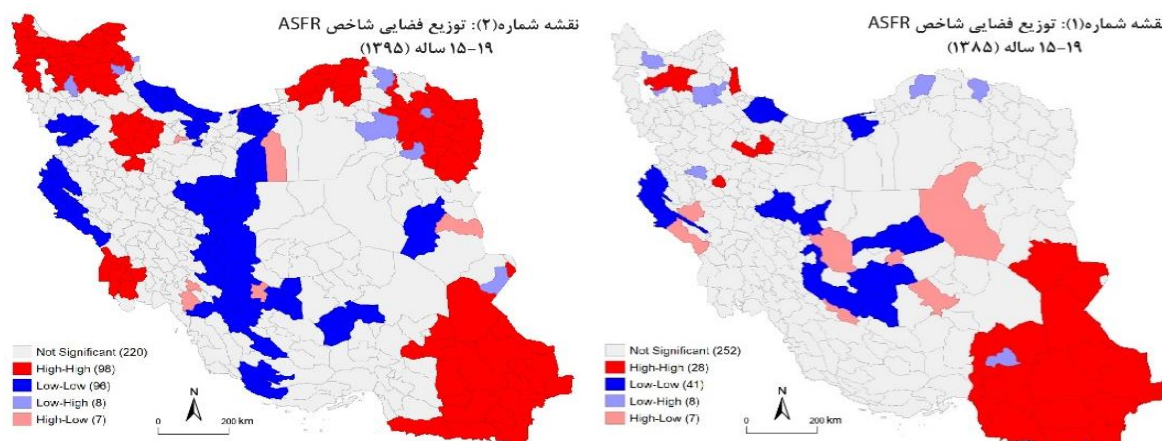 نقشه شماره(۱): توزیع فضایی شاخص ASFR
۱۵-۱۹ ساله (۱۳۸۵)
Not Significant (252)
High-High (28)
Low-Low (41)
Low-High (8)
High-Low (7)
N
200 km
نقشه شماره(۲): توزیع فضایی شاخص ASFR
۱۵-۱۹ ساله (۱۳۹۵)
Not Significant (220)
High-High (98)
Low-Low (96)
Low-High (8)
High-Low (7)
N
200 km